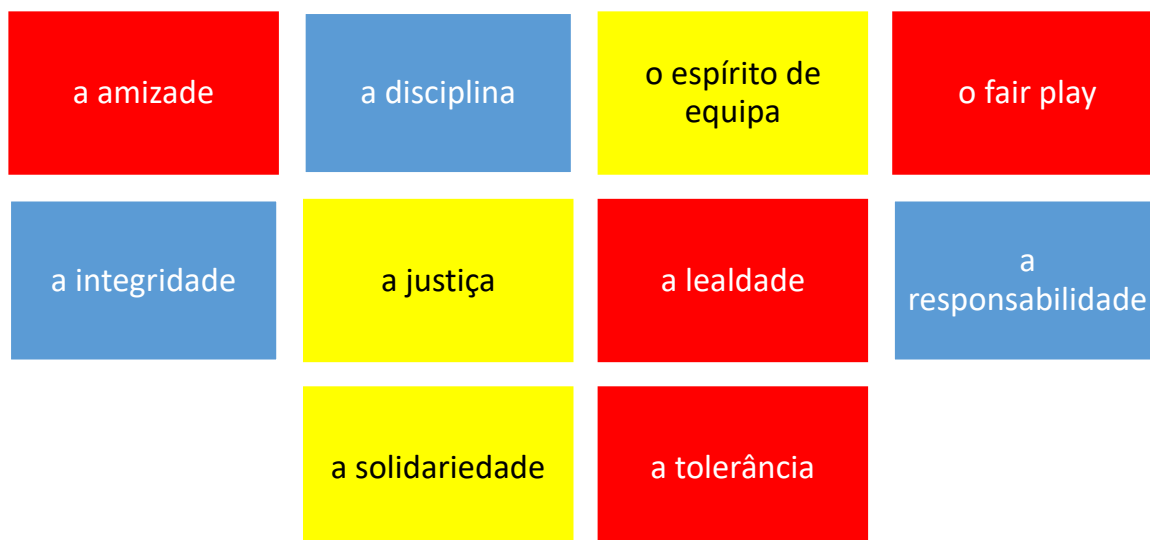 a amizade
a disciplina
o espírito de
equipa
o fair play
a integridade
a justiça
a lealdade
a
responsabilidade
a solidariedade
a tolerância